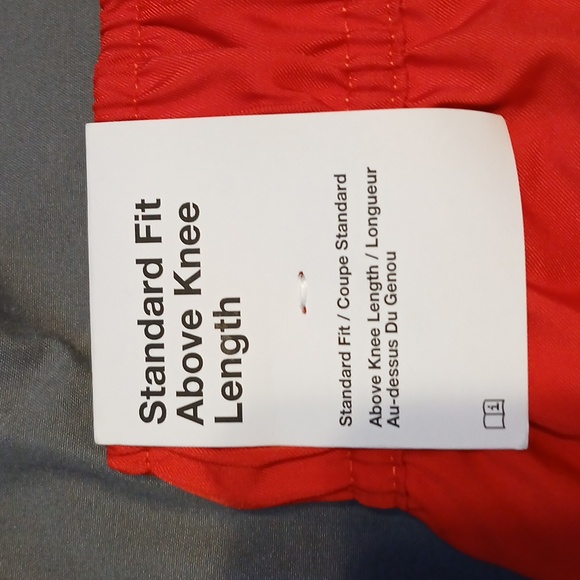 Standard Fit
Above Knee
Length
Standard Fit / Coupe Standard
Above Knee Length / Longueur
Au-dessus Du Genou